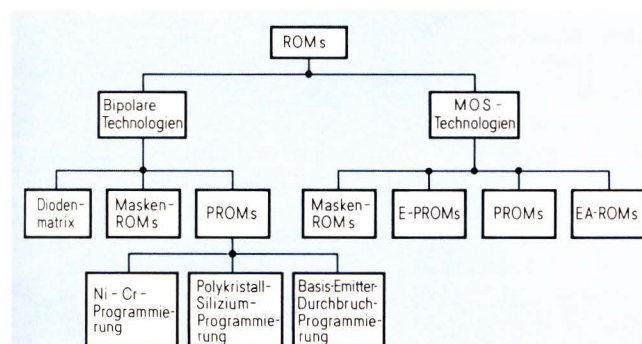 ROMs
Bipolare
Technologien
MOS-
Technologien
Dioden-
matrix
Masken-
ROMs
PROMs
Masken-
ROMs
E-PROMs
PROMs
EA-ROMs
Ni-Cr-
Programmie-
rung
Polykristall-
Silizium-
Programmie-
rung
Basis-Emitter-
Durchbruch-
Programmie-
rung